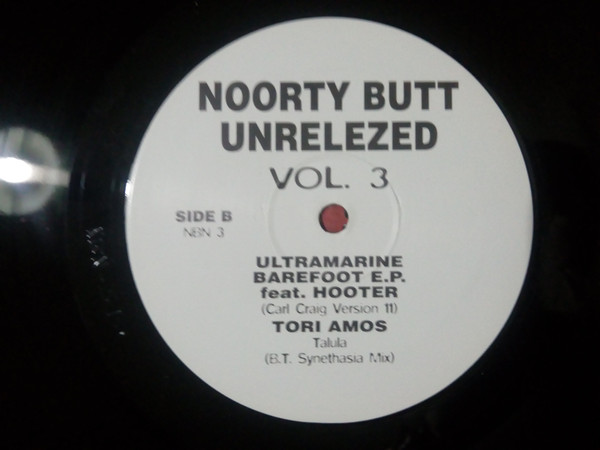 NOORTY BUTT
UNRELEZED
VOL. 3
SIDE B
NBN 3
ULTRAMARINE
BAREFOOT E.P.
feat. HOOTER
(Carl Craig Version 11)
TORI AMOS
Talula
(B.T. Synethasia Mix)